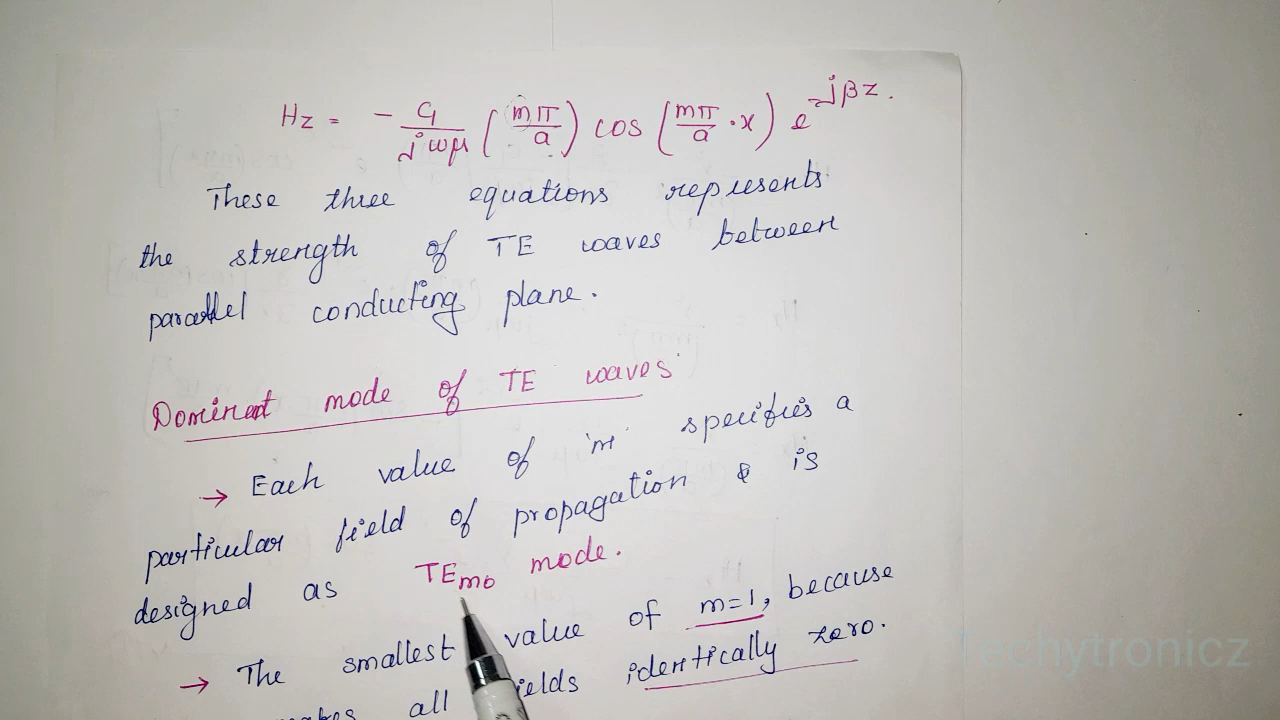 Hz = - C1/jωμ (mπ/a) cos (mπ/a · x) e^-jβz.
These three equations represents
the strength of TE waves between
parallel conducting plane.
Dominent mode of TE waves
→ Each value of 'm' specifies a
particular field of propagation & is
designed as TEm0 mode.
→ The smallest value of m=1, because
all identically zero.
Techytronicz